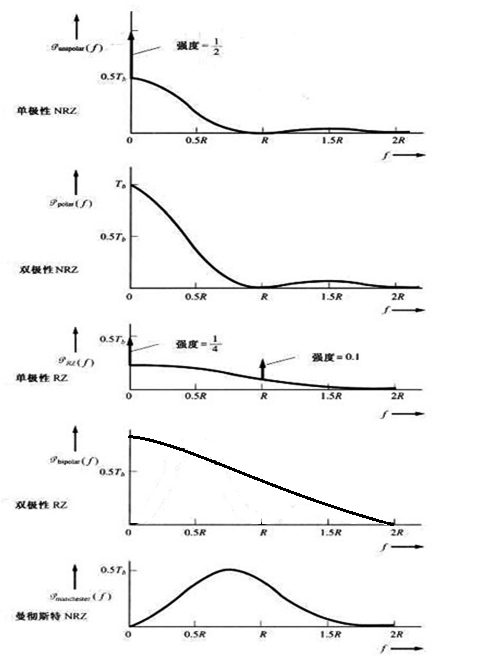 𝒫unipolar(f)
强度 = 1/2
0.5Tb
单极性 NRZ
0 0.5R R 1.5R 2R
f
Tb
𝒫polar(f)
0.5Tb
双极性NRZ
0 0.5R R 1.5R 2R
f
0.5Tb
强度 = 1/4
强度 = 0.1
𝒫RZ(f)
单极性 RZ
0 0.5R R 1.5R 2R
f
𝒫bipolar(f)
0.5Tb
双极性 RZ
0 0.5R R 1.5R 2R
f
0.5Tb
𝒫manchester(f)
曼彻斯特 NRZ
0 0.5R R 1.5R 2R
f